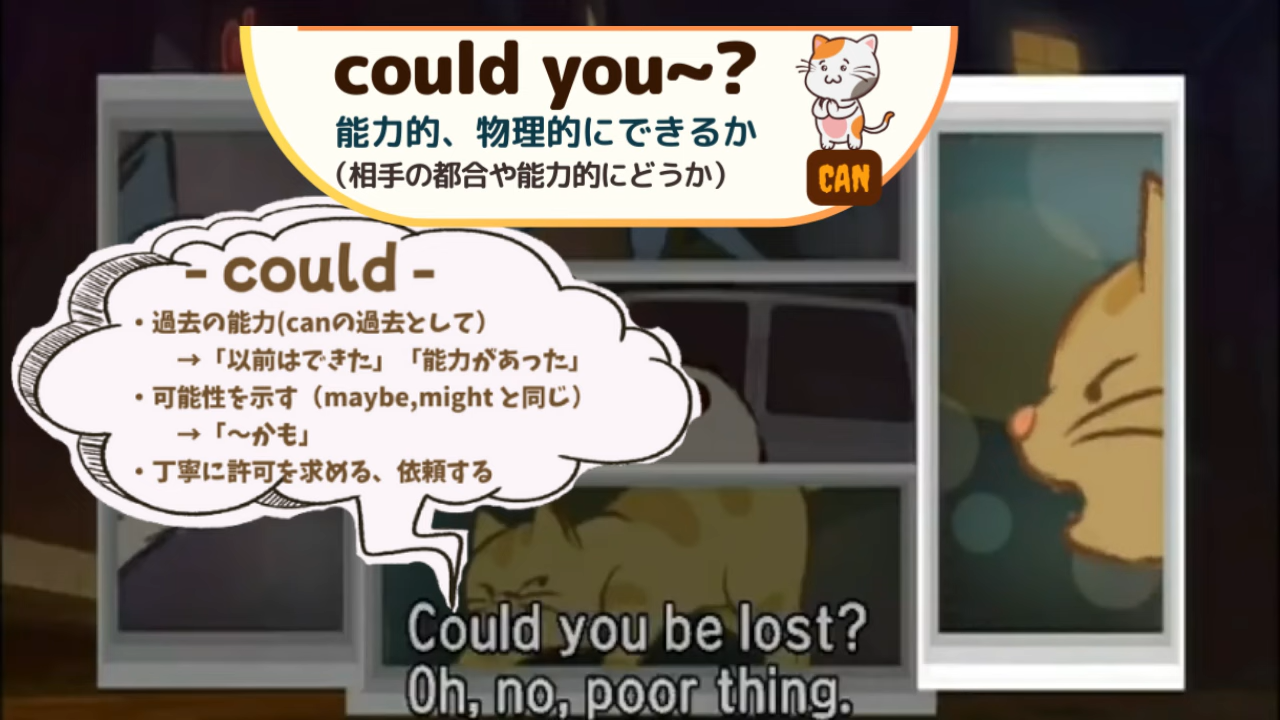 could you~?
能力的、物理的にできるか
(相手の都合や能力的にどうか)
CAN
- could -
・過去の能力(canの過去として)
→「以前はできた」「能力があった」
・可能性を示す（maybe,might と同じ）
→「～かも」
・丁寧に許可を求める、依頼する
Could you be lost?
Oh, no, poor thing.